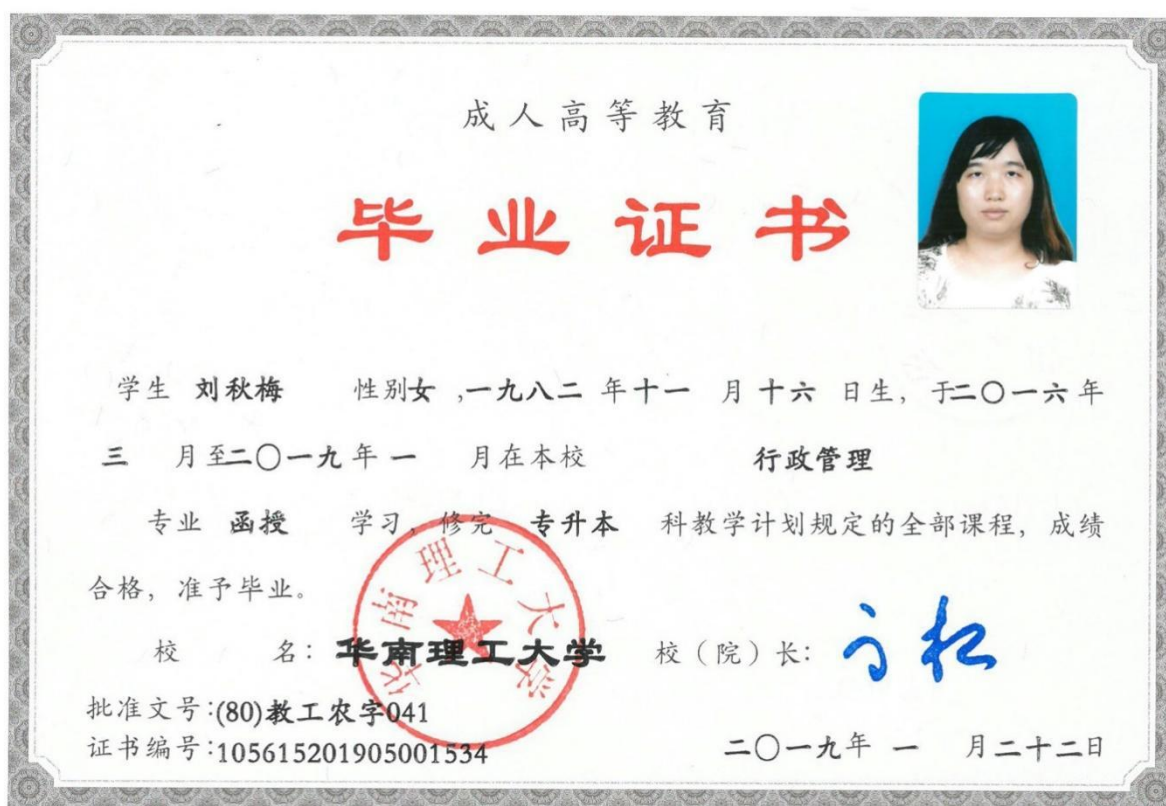 成人高等教育
毕业证书
学生 刘秋梅 性别女 ,一九八二 年十一 月 十六 日生，于二〇一六年
三 月至二〇一九年 一 月在本校 行政管理
专业 函授 学习，修完 专升本 科教学计划规定的全部课程，成绩
合格，准予毕业。
华南理工大学
校 名：华南理工大学 校（院）长：
批准文号:(80)教工农字041
证书编号:105615201905001534
二〇一九年 一 月二十二日